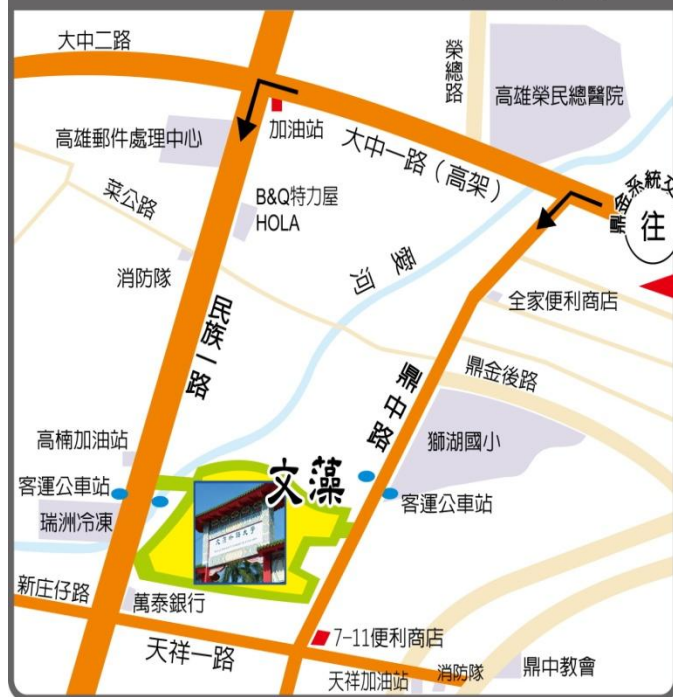 大中二路
榮總路
高雄榮民總醫院
高雄郵件處理中心
加油站
大中一路（高架）
鼎金系統交
往
菜公路
B&Q特力屋
HOLA
愛河
消防隊
全家便利商店
民族一路
鼎中路
鼎金後路
高楠加油站
獅湖國小
文藻
客運公車站
客運公車站
瑞洲冷凍
新庄仔路
萬泰銀行
天祥一路
7-11便利商店
天祥加油站
消防隊
鼎中教會